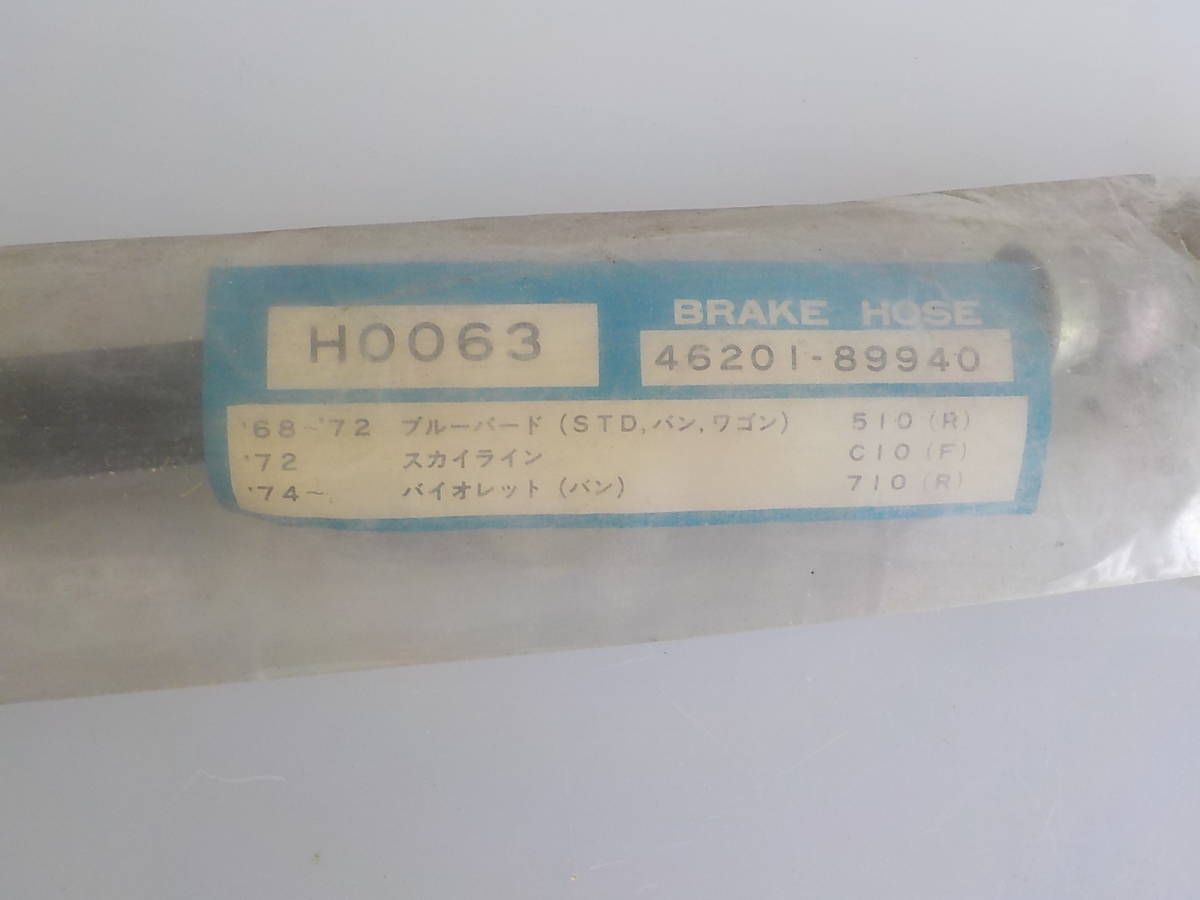 H0063
BRAKE HOSE
46201-89940
'68~'72 ブルーバード (STD,バン,ワゴン) 510 (R)
'72 スカイライン C10 (F)
'74~ バイオレット (バン) 710 (R)